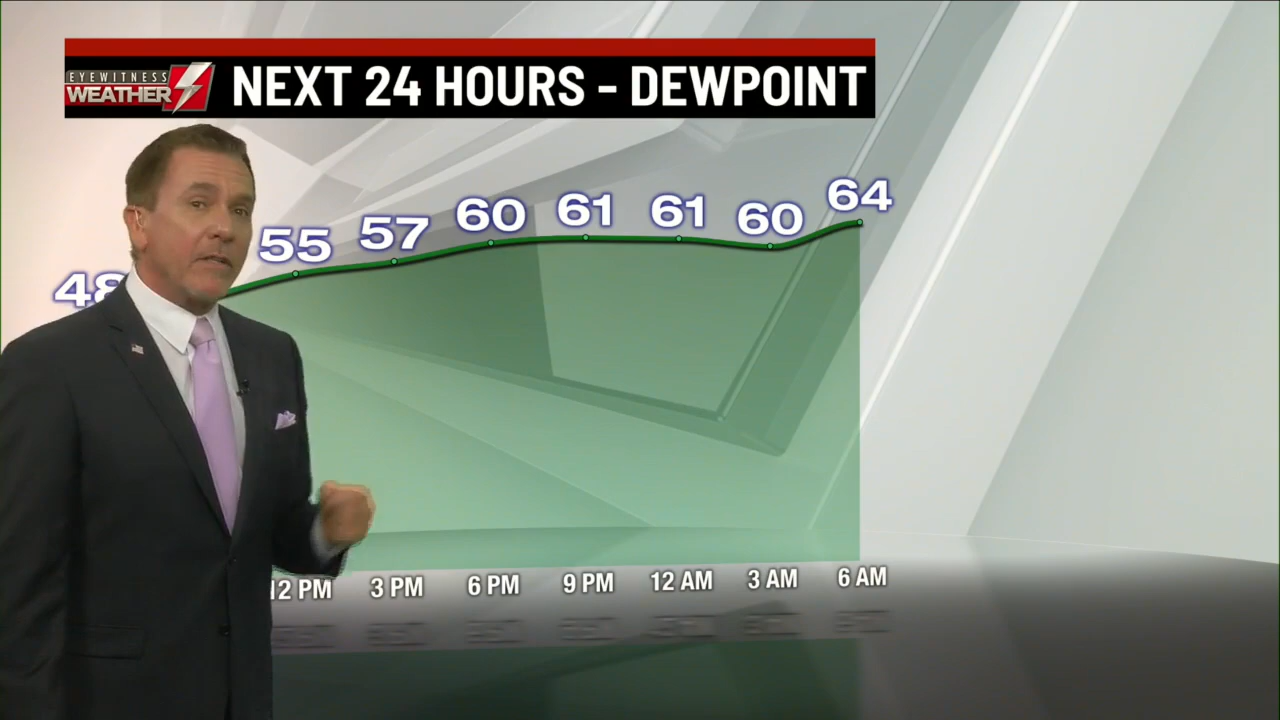 EYEWITNESS
WEATHER
NEXT 24 HOURS - DEWPOINT
48 55 57 60 61 61 60 64
12 PM 3 PM 6 PM 9 PM 12 AM 3 AM 6 AM